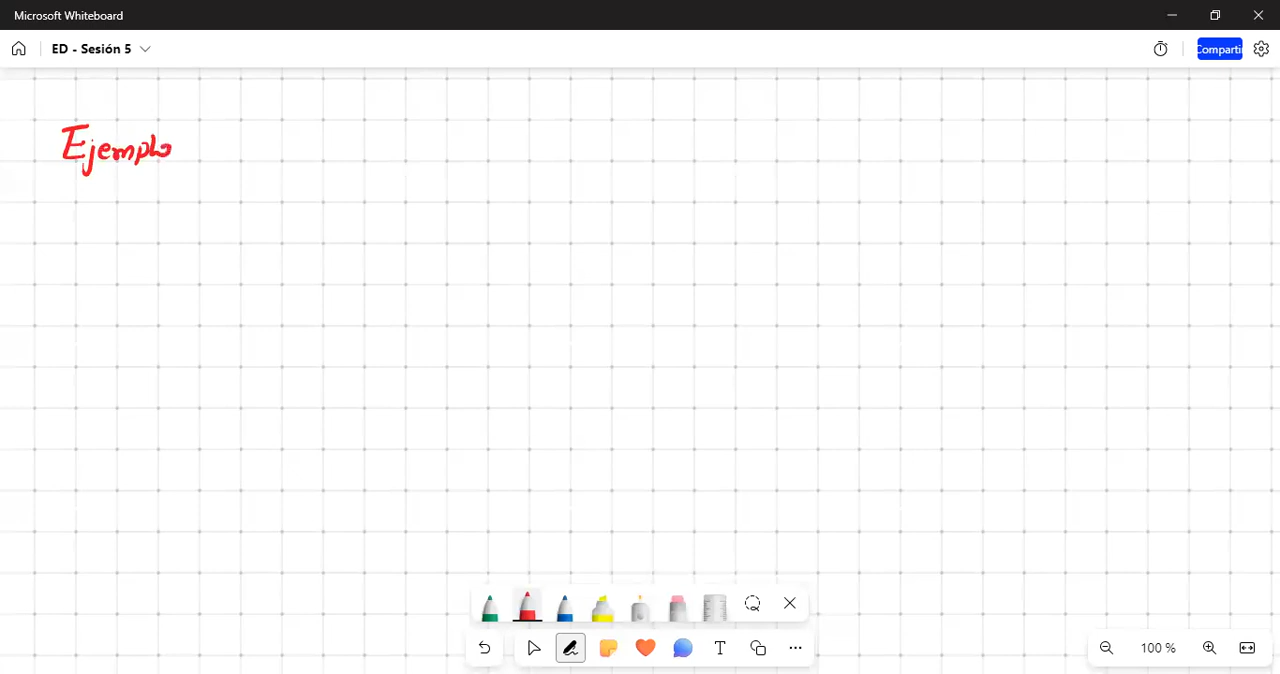 Microsoft Whiteboard
ED - Sesión 5
Comparti
Ejemplo
100 %